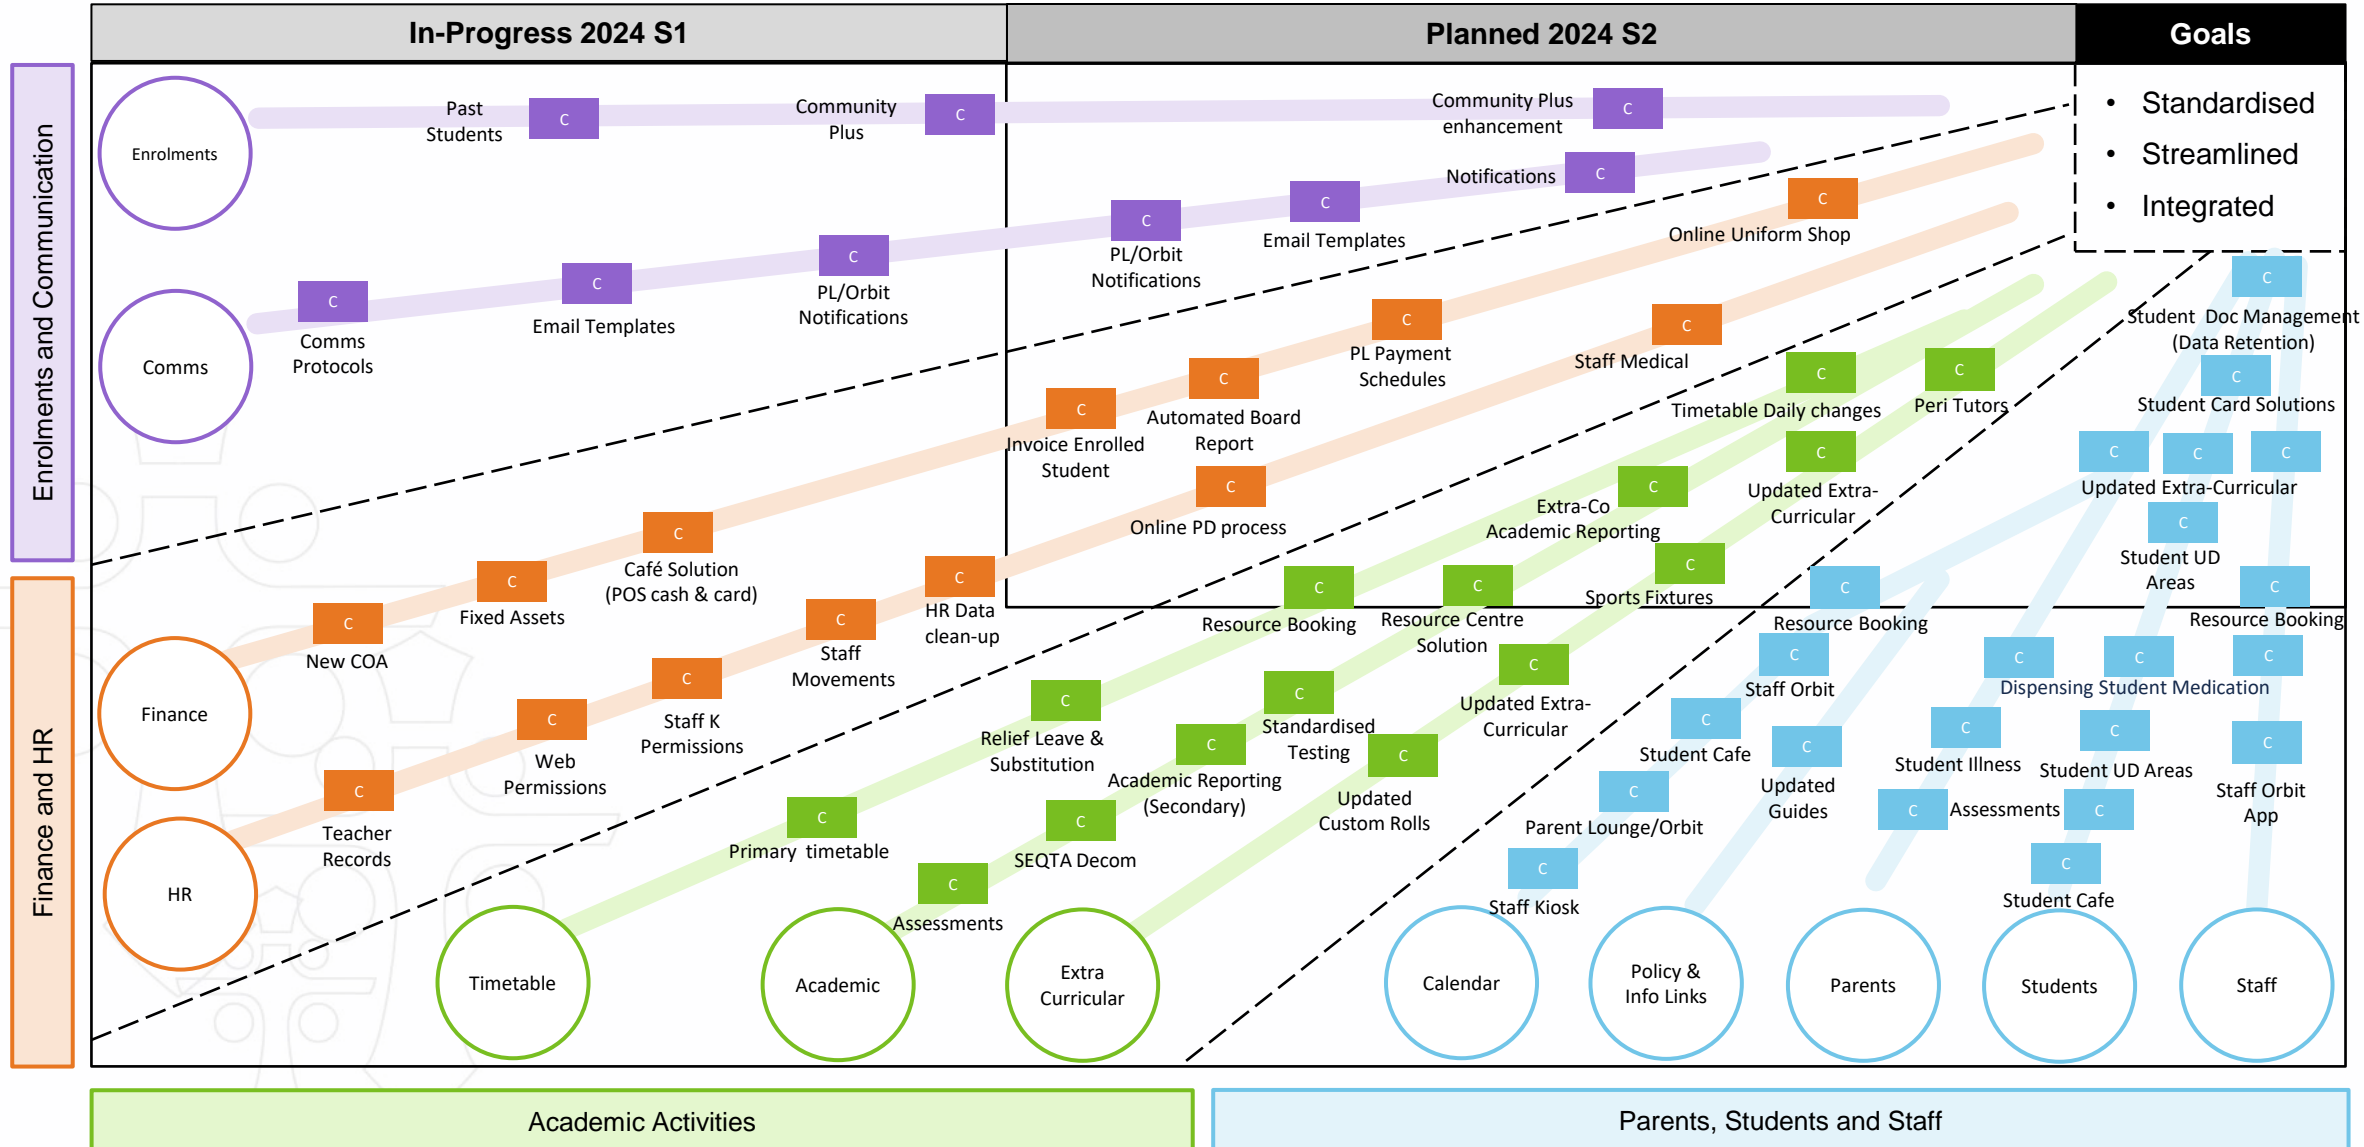 In-Progress 2024 S1
Planned 2024 S2
Goals
Enrolments and Communication
Enrolments
Past
Students
C
Community
Plus
C
Community Plus
enhancement
C
• Standardised
• Streamlined
• Integrated
Comms
C
Comms
Protocols
C
Email Templates
C
PL/Orbit
Notifications
C
PL/Orbit
Notifications
C
Email Templates
Notifications
C
Finance and HR
Finance
C
New COA
C
Fixed Assets
C
Café Solution
(POS cash & card)
C
Invoice Enrolled
Student
C
Automated Board
Report
C
PL Payment
Schedules
C
Online Uniform Shop
HR
C
Teacher
Records
C
Web
Permissions
C
Staff K
Permissions
C
Staff
Movements
C
HR Data
clean-up
C
Online PD process
C
Staff Medical
Timetable
C
Primary timetable
C
Relief Leave &
Substitution
C
Resource Booking
C
Timetable Daily changes
Academic
C
Assessments
C
SEQTA Decom
C
Academic Reporting
(Secondary)
C
Standardised
Testing
C
Resource Centre
Solution
C
Extra-Co
Academic Reporting
C
Peri Tutors
Extra
Curricular
C
Updated
Custom Rolls
C
Updated Extra-
Curricular
C
Sports Fixtures
C
Updated Extra-
Curricular
C
Student Doc Management
(Data Retention)
C
Student Card Solutions
C
C
C
Updated Extra-Curricular
C
Student UD
Areas
C
Resource Booking
C
Resource Booking
C
Staff Orbit
C
C
C
Dispensing Student Medication
C
Student Cafe
C
Updated
Guides
C
Student Illness
C
Student UD Areas
C
Staff Orbit
App
C
Parent Lounge/Orbit
C
Assessments
C
C
Staff Kiosk
C
Student Cafe
Calendar
Policy &
Info Links
Parents
Students
Staff
Academic Activities
Parents, Students and Staff